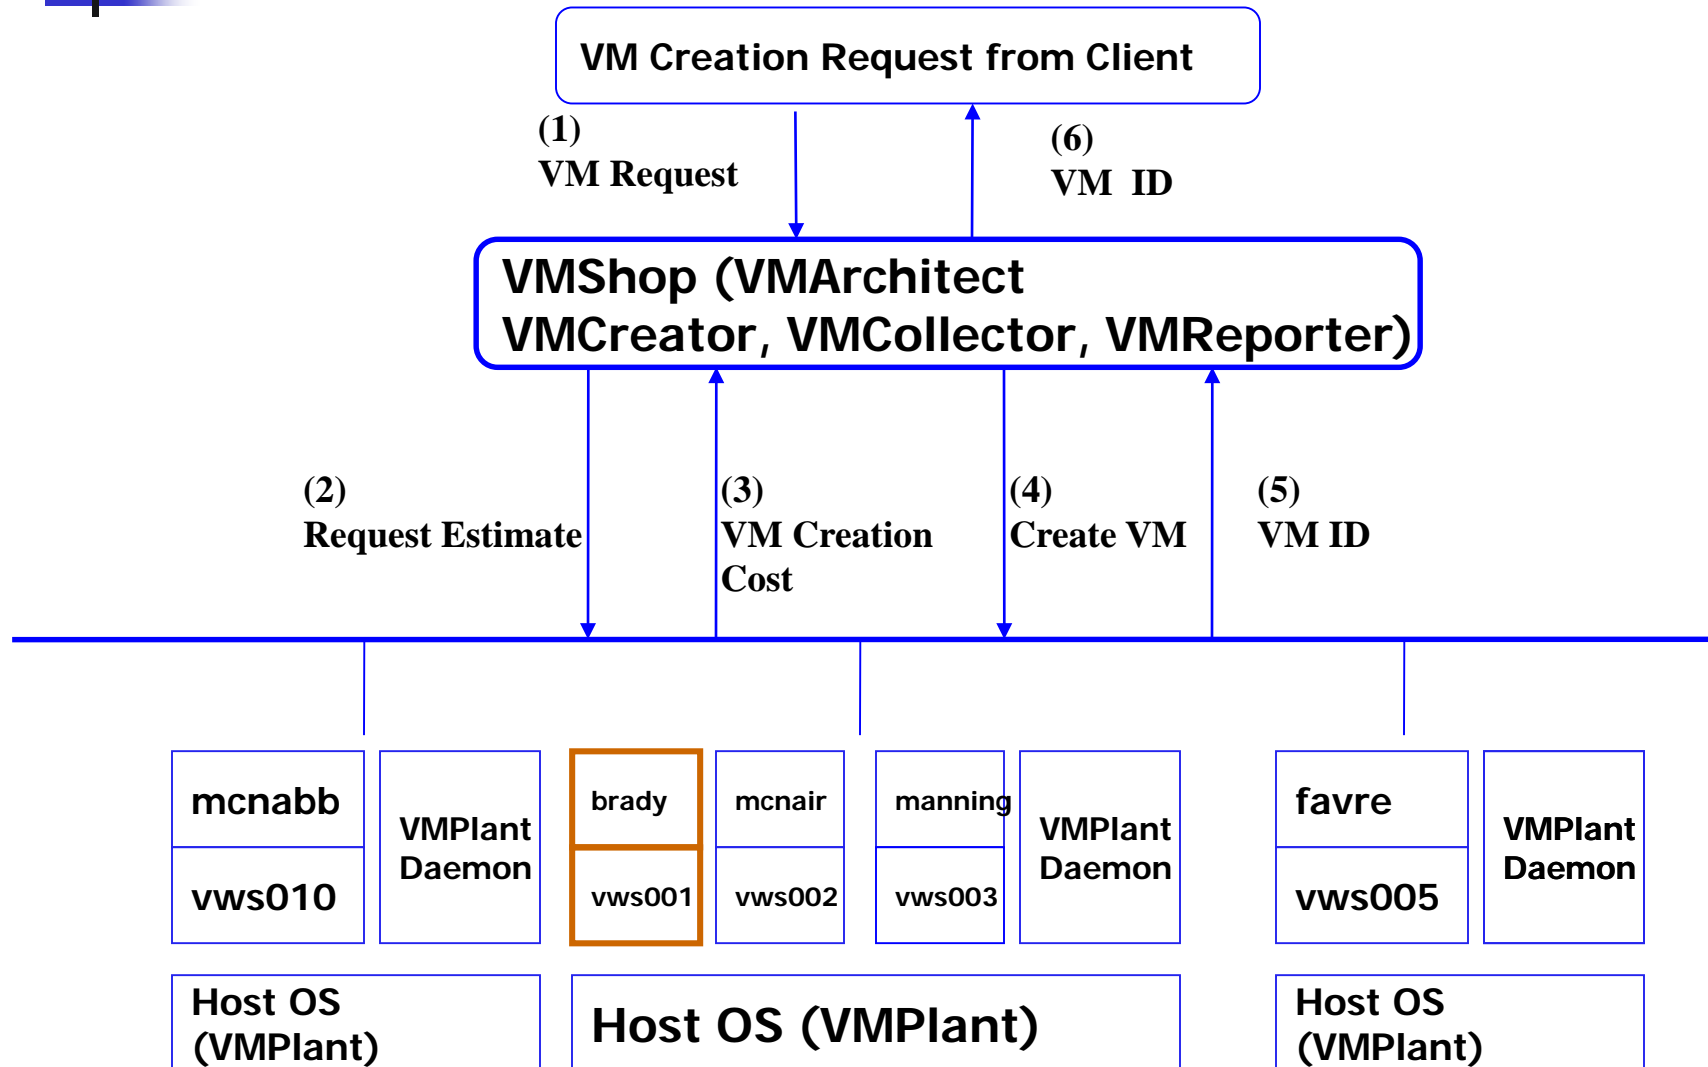 VM Creation Request from Client
(1)
VM Request
(6)
VM ID
VMShop (VMArchitect
VMCreator, VMCollector, VMReporter)
(2)
Request Estimate
(3)
VM Creation
Cost
(4)
Create VM
(5)
VM ID
mcnabb
vws010
VMPlant
Daemon
brady
vws001
mcnair
vws002
manning
vws003
VMPlant
Daemon
favre
vws005
VMPlant
Daemon
Host OS
(VMPlant)
Host OS (VMPlant)
Host OS
(VMPlant)